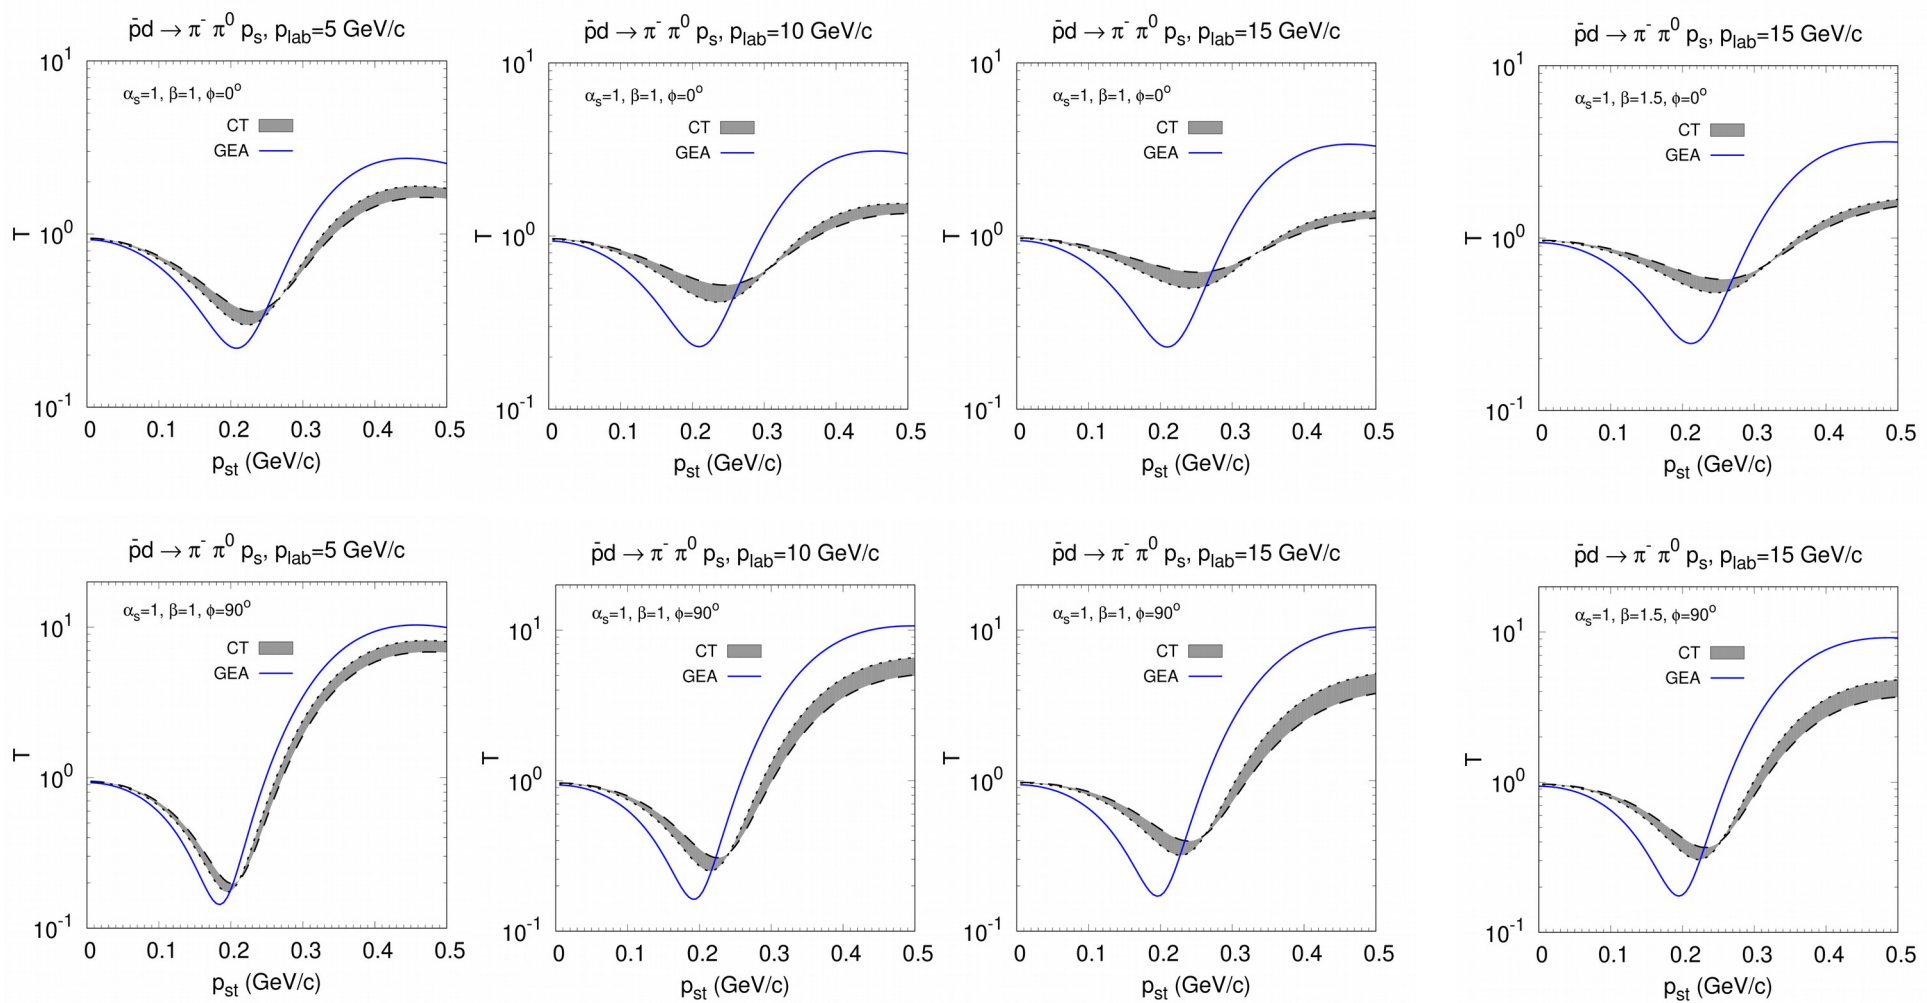 p̄d → π⁻ π⁰ pₛ, p_lab=5 GeV/c
α_s=1, β=1, ϕ=0°
CT
GEA
T
10¹
10⁰
10⁻¹
0 0.1 0.2 0.3 0.4 0.5
p_st (GeV/c)
p̄d → π⁻ π⁰ pₛ, p_lab=10 GeV/c
α_s=1, β=1, ϕ=0°
CT
GEA
T
10¹
10⁰
10⁻¹
0 0.1 0.2 0.3 0.4 0.5
p_st (GeV/c)
p̄d → π⁻ π⁰ pₛ, p_lab=15 GeV/c
α_s=1, β=1, ϕ=0°
CT
GEA
T
10¹
10⁰
10⁻¹
0 0.1 0.2 0.3 0.4 0.5
p_st (GeV/c)
p̄d → π⁻ π⁰ pₛ, p_lab=15 GeV/c
α_s=1, β=1.5, ϕ=0°
CT
GEA
T
10¹
10⁰
10⁻¹
0 0.1 0.2 0.3 0.4 0.5
p_st (GeV/c)
p̄d → π⁻ π⁰ pₛ, p_lab=5 GeV/c
α_s=1, β=1, ϕ=90°
CT
GEA
T
10¹
10⁰
10⁻¹
0 0.1 0.2 0.3 0.4 0.5
p_st (GeV/c)
p̄d → π⁻ π⁰ pₛ, p_lab=10 GeV/c
α_s=1, β=1, ϕ=90°
CT
GEA
T
10¹
10⁰
10⁻¹
0 0.1 0.2 0.3 0.4 0.5
p_st (GeV/c)
p̄d → π⁻ π⁰ pₛ, p_lab=15 GeV/c
α_s=1, β=1, ϕ=90°
CT
GEA
T
10¹
10⁰
10⁻¹
0 0.1 0.2 0.3 0.4 0.5
p_st (GeV/c)
p̄d → π⁻ π⁰ pₛ, p_lab=15 GeV/c
α_s=1, β=1.5, ϕ=90°
CT
GEA
T
10¹
10⁰
10⁻¹
0 0.1 0.2 0.3 0.4 0.5
p_st (GeV/c)